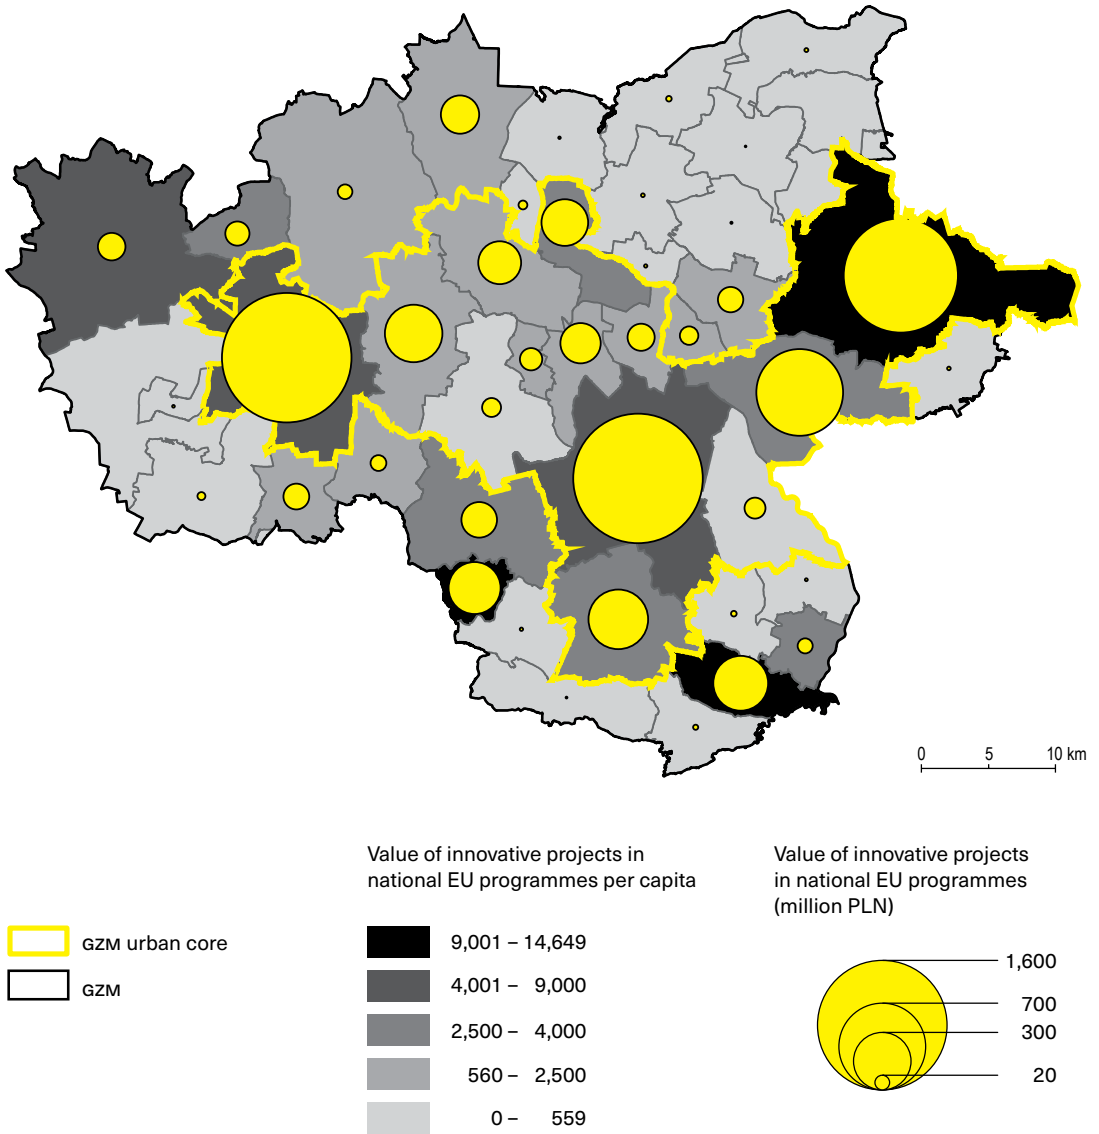 0 5 10 km
GZM urban core
GZM
Value of innovative projects in
national EU programmes per capita
9,001 – 14,649
4,001 – 9,000
2,500 – 4,000
560 – 2,500
0 – 559
Value of innovative projects
in national EU programmes
(million PLN)
1,600
700
300
20